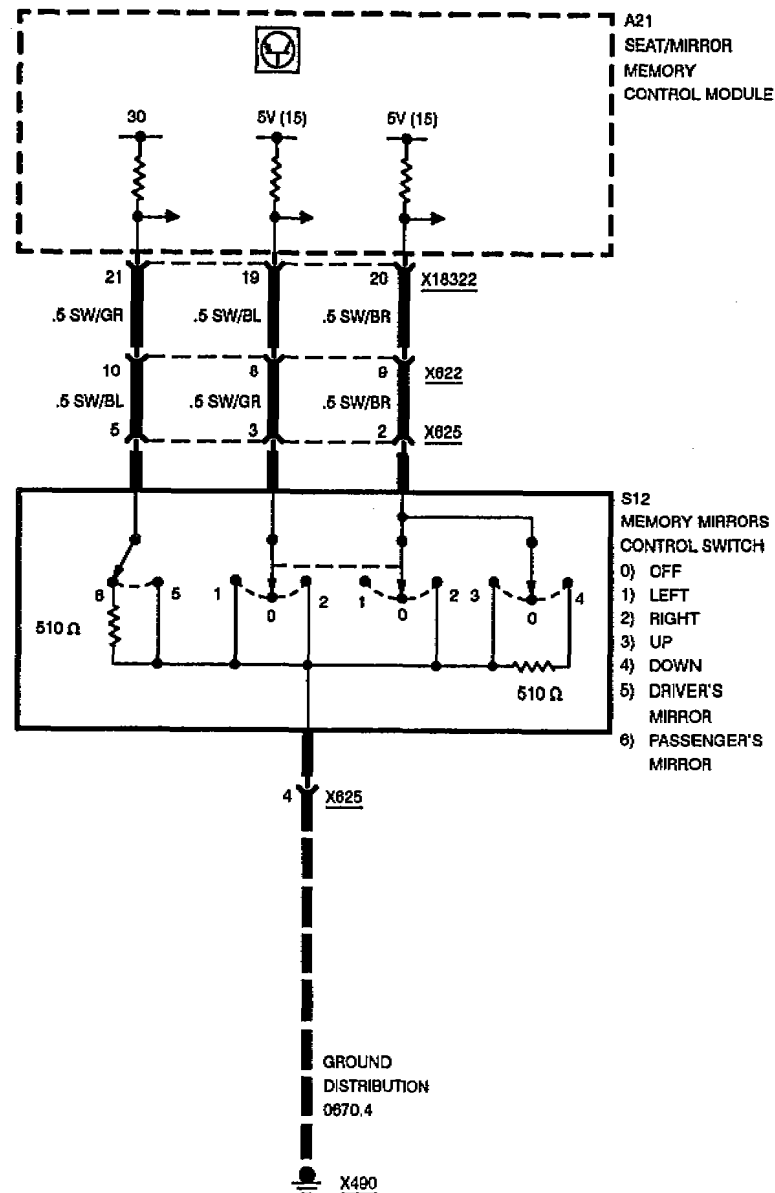 A21
SEAT/MIRROR
MEMORY
CONTROL MODULE
30 5V (15) 5V (15)
21 19 20 X18322
.5 SW/GR .5 SW/BL .5 SW/BR
10 8 9 X622
.5 SW/BL .5 SW/GR .5 SW/BR
5 3 2 X625
S12
MEMORY MIRRORS
CONTROL SWITCH
0) OFF
1) LEFT
2) RIGHT
3) UP
4) DOWN
5) DRIVER'S
MIRROR
6) PASSENGER'S
MIRROR
6 5 1 0 2 1 0 2 3 0 4
510 Ω
510 Ω
4 X625
GROUND
DISTRIBUTION
0670.4
X490